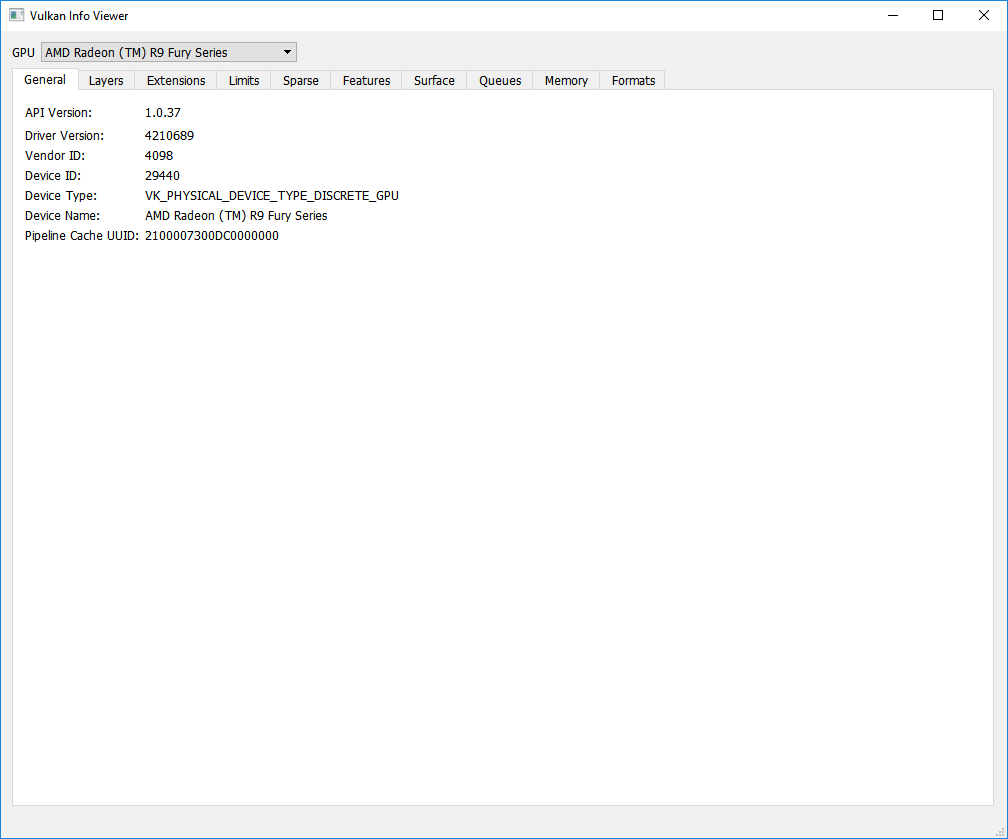 Vulkan Info Viewer
GPU AMD Radeon (TM) R9 Fury Series
General Layers Extensions Limits Sparse Features Surface Queues Memory Formats
API Version: 1.0.37
Driver Version: 4210689
Vendor ID: 4098
Device ID: 29440
Device Type: VK_PHYSICAL_DEVICE_TYPE_DISCRETE_GPU
Device Name: AMD Radeon (TM) R9 Fury Series
Pipeline Cache UUID: 2100007300DC0000000